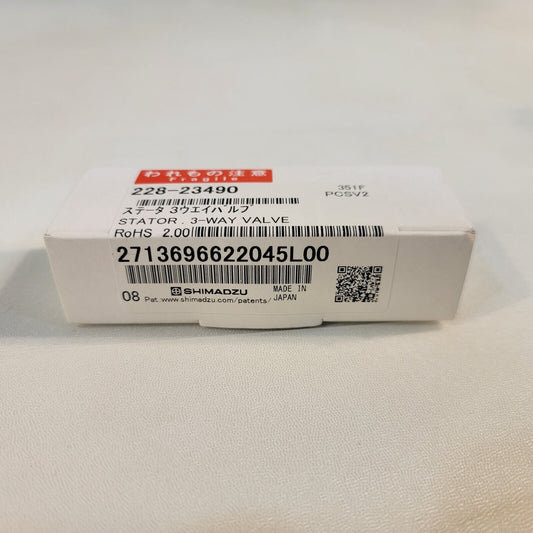 われもの注意
Fragile
228-23490
351F
PCSV2
ステータ 3ウエイバルブ
STATOR . 3-WAY VALVE
RoHS 2.00
2713696622045L00
08
SHIMADZU
MADE IN
JAPAN
Pat.:www.shimadzu.com/patents/